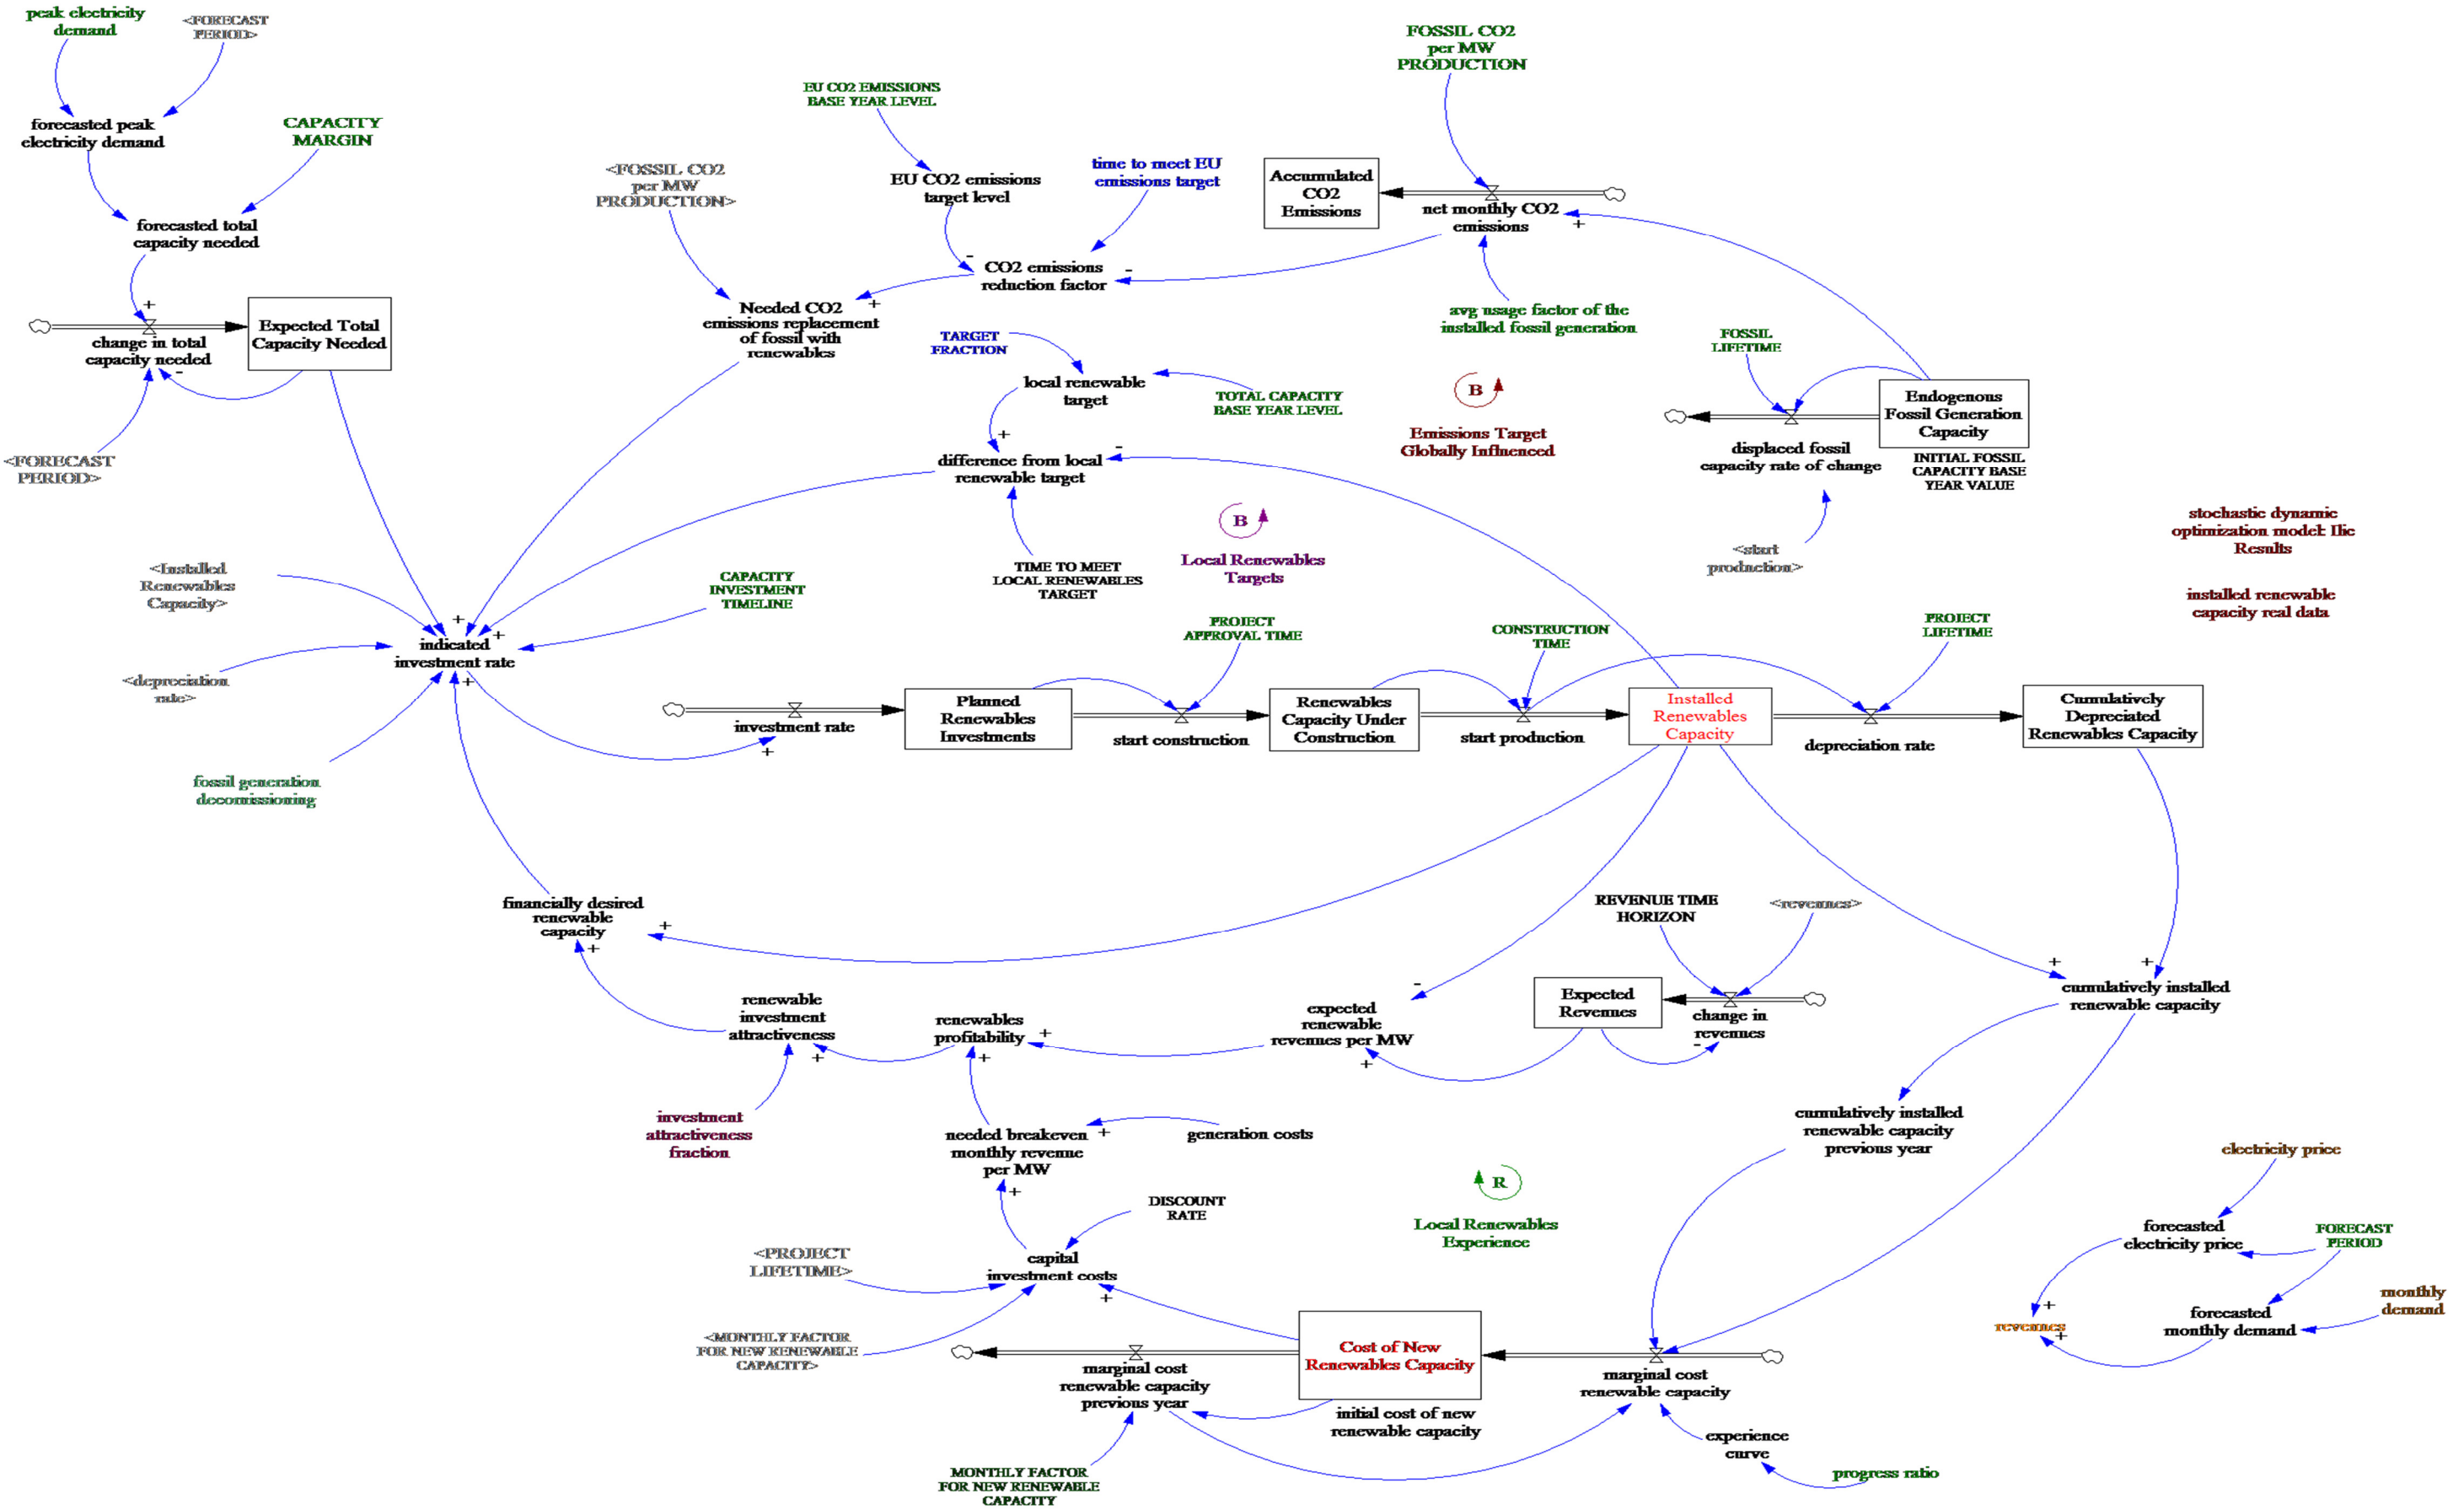 peak electricity
demand
<FORECAST
PERIOD>
forecasted peak
electricity demand
CAPACITY
MARGIN
forecasted total
capacity needed
+
change in total
capacity needed
-
Expected Total
Capacity Needed
<FORECAST
PERIOD>
EU CO2 EMISSIONS
BASE YEAR LEVEL
<FOSSIL CO2
per MW
PRODUCTION>
EU CO2 emissions
target level
time to meet EU
emissions target
-
CO2 emissions
reduction factor
-
Needed CO2
emissions replacement
of fossil with
renewables
+
FOSSIL CO2
per MW
PRODUCTION
Accumulated
CO2
Emissions
net monthly CO2
emissions
+
avg usage factor of the
installed fossil generation
TARGET
FRACTION
local renewable
target
TOTAL CAPACITY
BASE YEAR LEVEL
+
-
difference from local
renewable target
TIME TO MEET
LOCAL RENEWABLES
TARGET
B
Emissions Target
Globally Influenced
B
Local Renewables
Targets
FOSSIL
LIFETIME
Endogenous
Fossil Generation
Capacity
displaced fossil
capacity rate of change
INITIAL FOSSIL
CAPACITY BASE
YEAR VALUE
<start
production>
stochastic dynamic
optimization model: Ilic
Results
installed renewable
capacity real data
<Installed
Renewables
Capacity>
CAPACITY
INVESTMENT
TIMELINE
+
+
indicated
investment rate
+
<depreciation
rate>
fossil generation
decomissioning
investment rate
+
Planned
Renewables
Investments
PROJECT
APPROVAL TIME
start construction
Renewables
Capacity Under
Construction
CONSTRUCTION
TIME
start production
Installed
Renewables
Capacity
PROJECT
LIFETIME
depreciation rate
Cumulatively
Depreciated
Renewables Capacity
financially desired
renewable
capacity
+
+
REVENUE TIME
HORIZON
<revenues>
Expected
Revenues
change in
revenues
-
+
+
cumulatively installed
renewable capacity
renewable
investment
attractiveness
+
renewables
profitability
+
+
expected
renewable
revenues per MW
-
+
investment
attractiveness
fraction
needed breakeven
monthly revenue
per MW
+
+
generation costs
cumulatively installed
renewable capacity
previous year
R
Local Renewables
Experience
DISCOUNT
RATE
<PROJECT
LIFETIME>
capital
investment costs
+
<MONTHLY FACTOR
FOR NEW RENEWABLE
CAPACITY>
Cost of New
Renewables Capacity
marginal cost
renewable capacity
previous year
initial cost of new
renewable capacity
marginal cost
renewable capacity
MONTHLY FACTOR
FOR NEW RENEWABLE
CAPACITY
experience
curve
progress ratio
electricity price
forecasted
electricity price
FORECAST
PERIOD
monthly
demand
forecasted
monthly demand
+
revenues
+